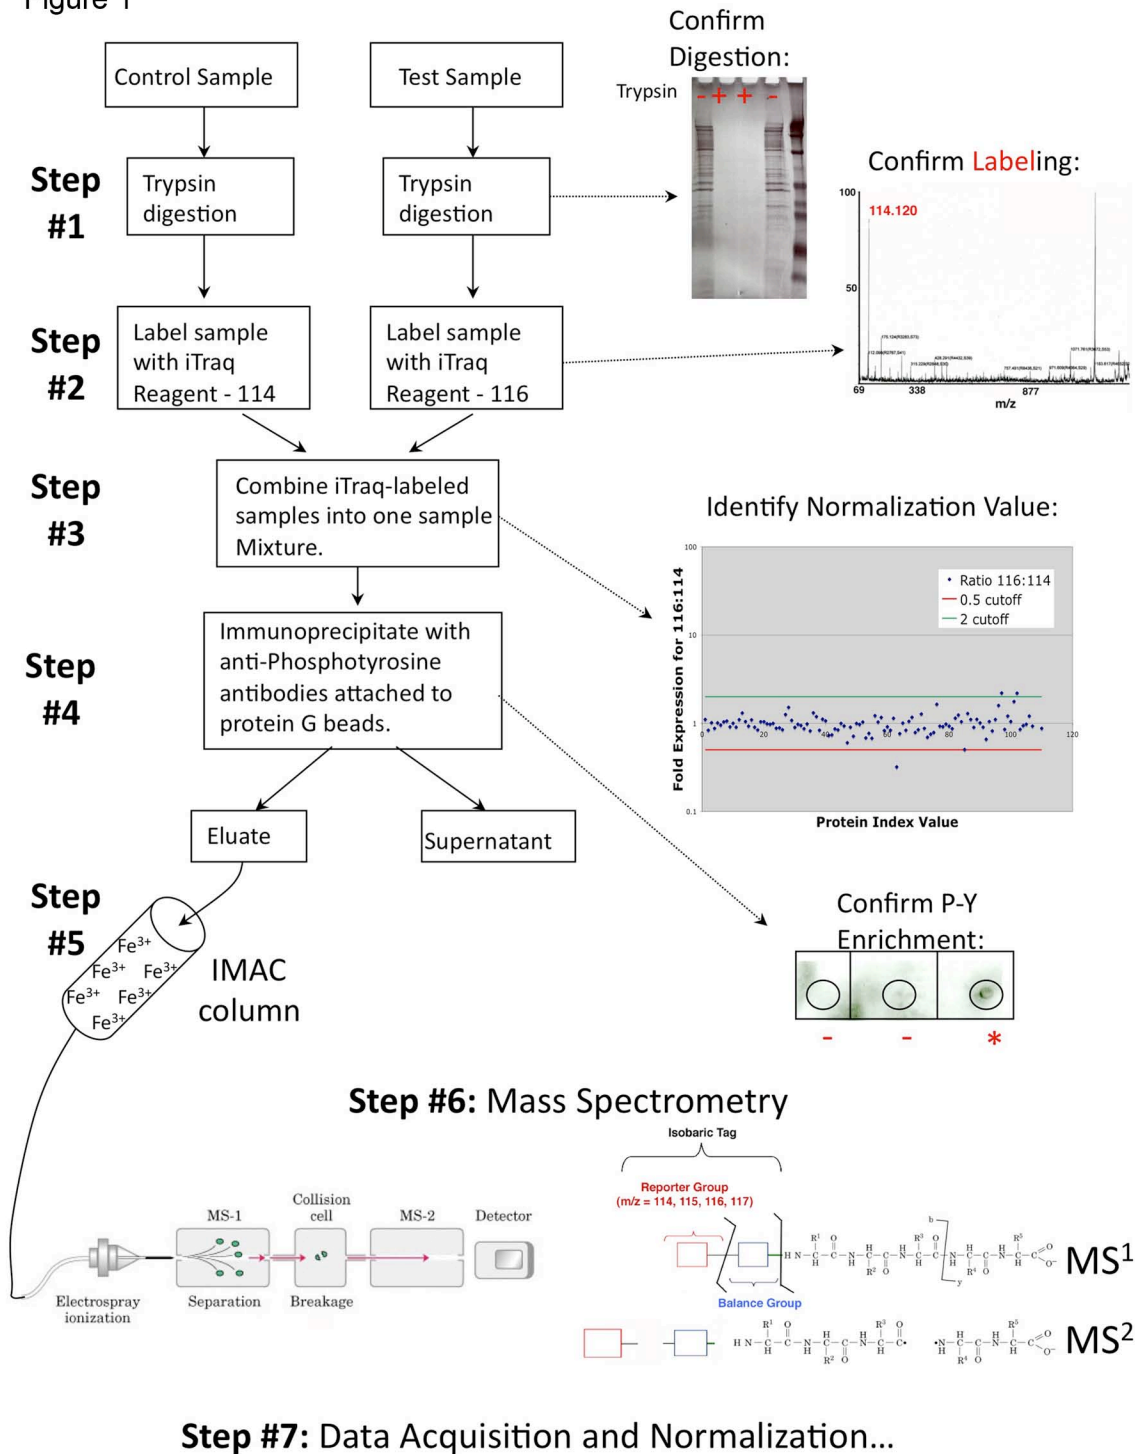 Figure 1
Control Sample
Test Sample
Confirm
Digestion:
Trypsin
- + + -
Step
#1
Trypsin
digestion
Trypsin
digestion
Confirm Labeling:
100
114.120
50
69
338
877
m/z
Step
#2
Label sample
with iTraq
Reagent - 114
Label sample
with iTraq
Reagent - 116
Step
#3
Combine iTraq-labeled
samples into one sample
Mixture.
Identify Normalization Value:
100
10
1
0.1
Fold Expression for 116:114
Ratio 116:114
0.5 cutoff
2 cutoff
0
20
40
60
80
100
120
Protein Index Value
Step
#4
Immunoprecipitate with
anti-Phosphotyrosine
antibodies attached to
protein G beads.
Eluate
Supernatant
Step
#5
Fe3+
Fe3+ Fe3+
Fe3+ Fe3+
Fe3+
IMAC
column
Confirm P-Y
Enrichment:
- - *
Step #6: Mass Spectrometry
Isobaric Tag
Reporter Group
(m/z = 114, 115, 116, 117)
Balance Group
b
y
MS1
MS2
MS-1
Collision
cell
MS-2
Detector
Electrospray
ionization
Separation
Breakage
Step #7: Data Acquisition and Normalization...